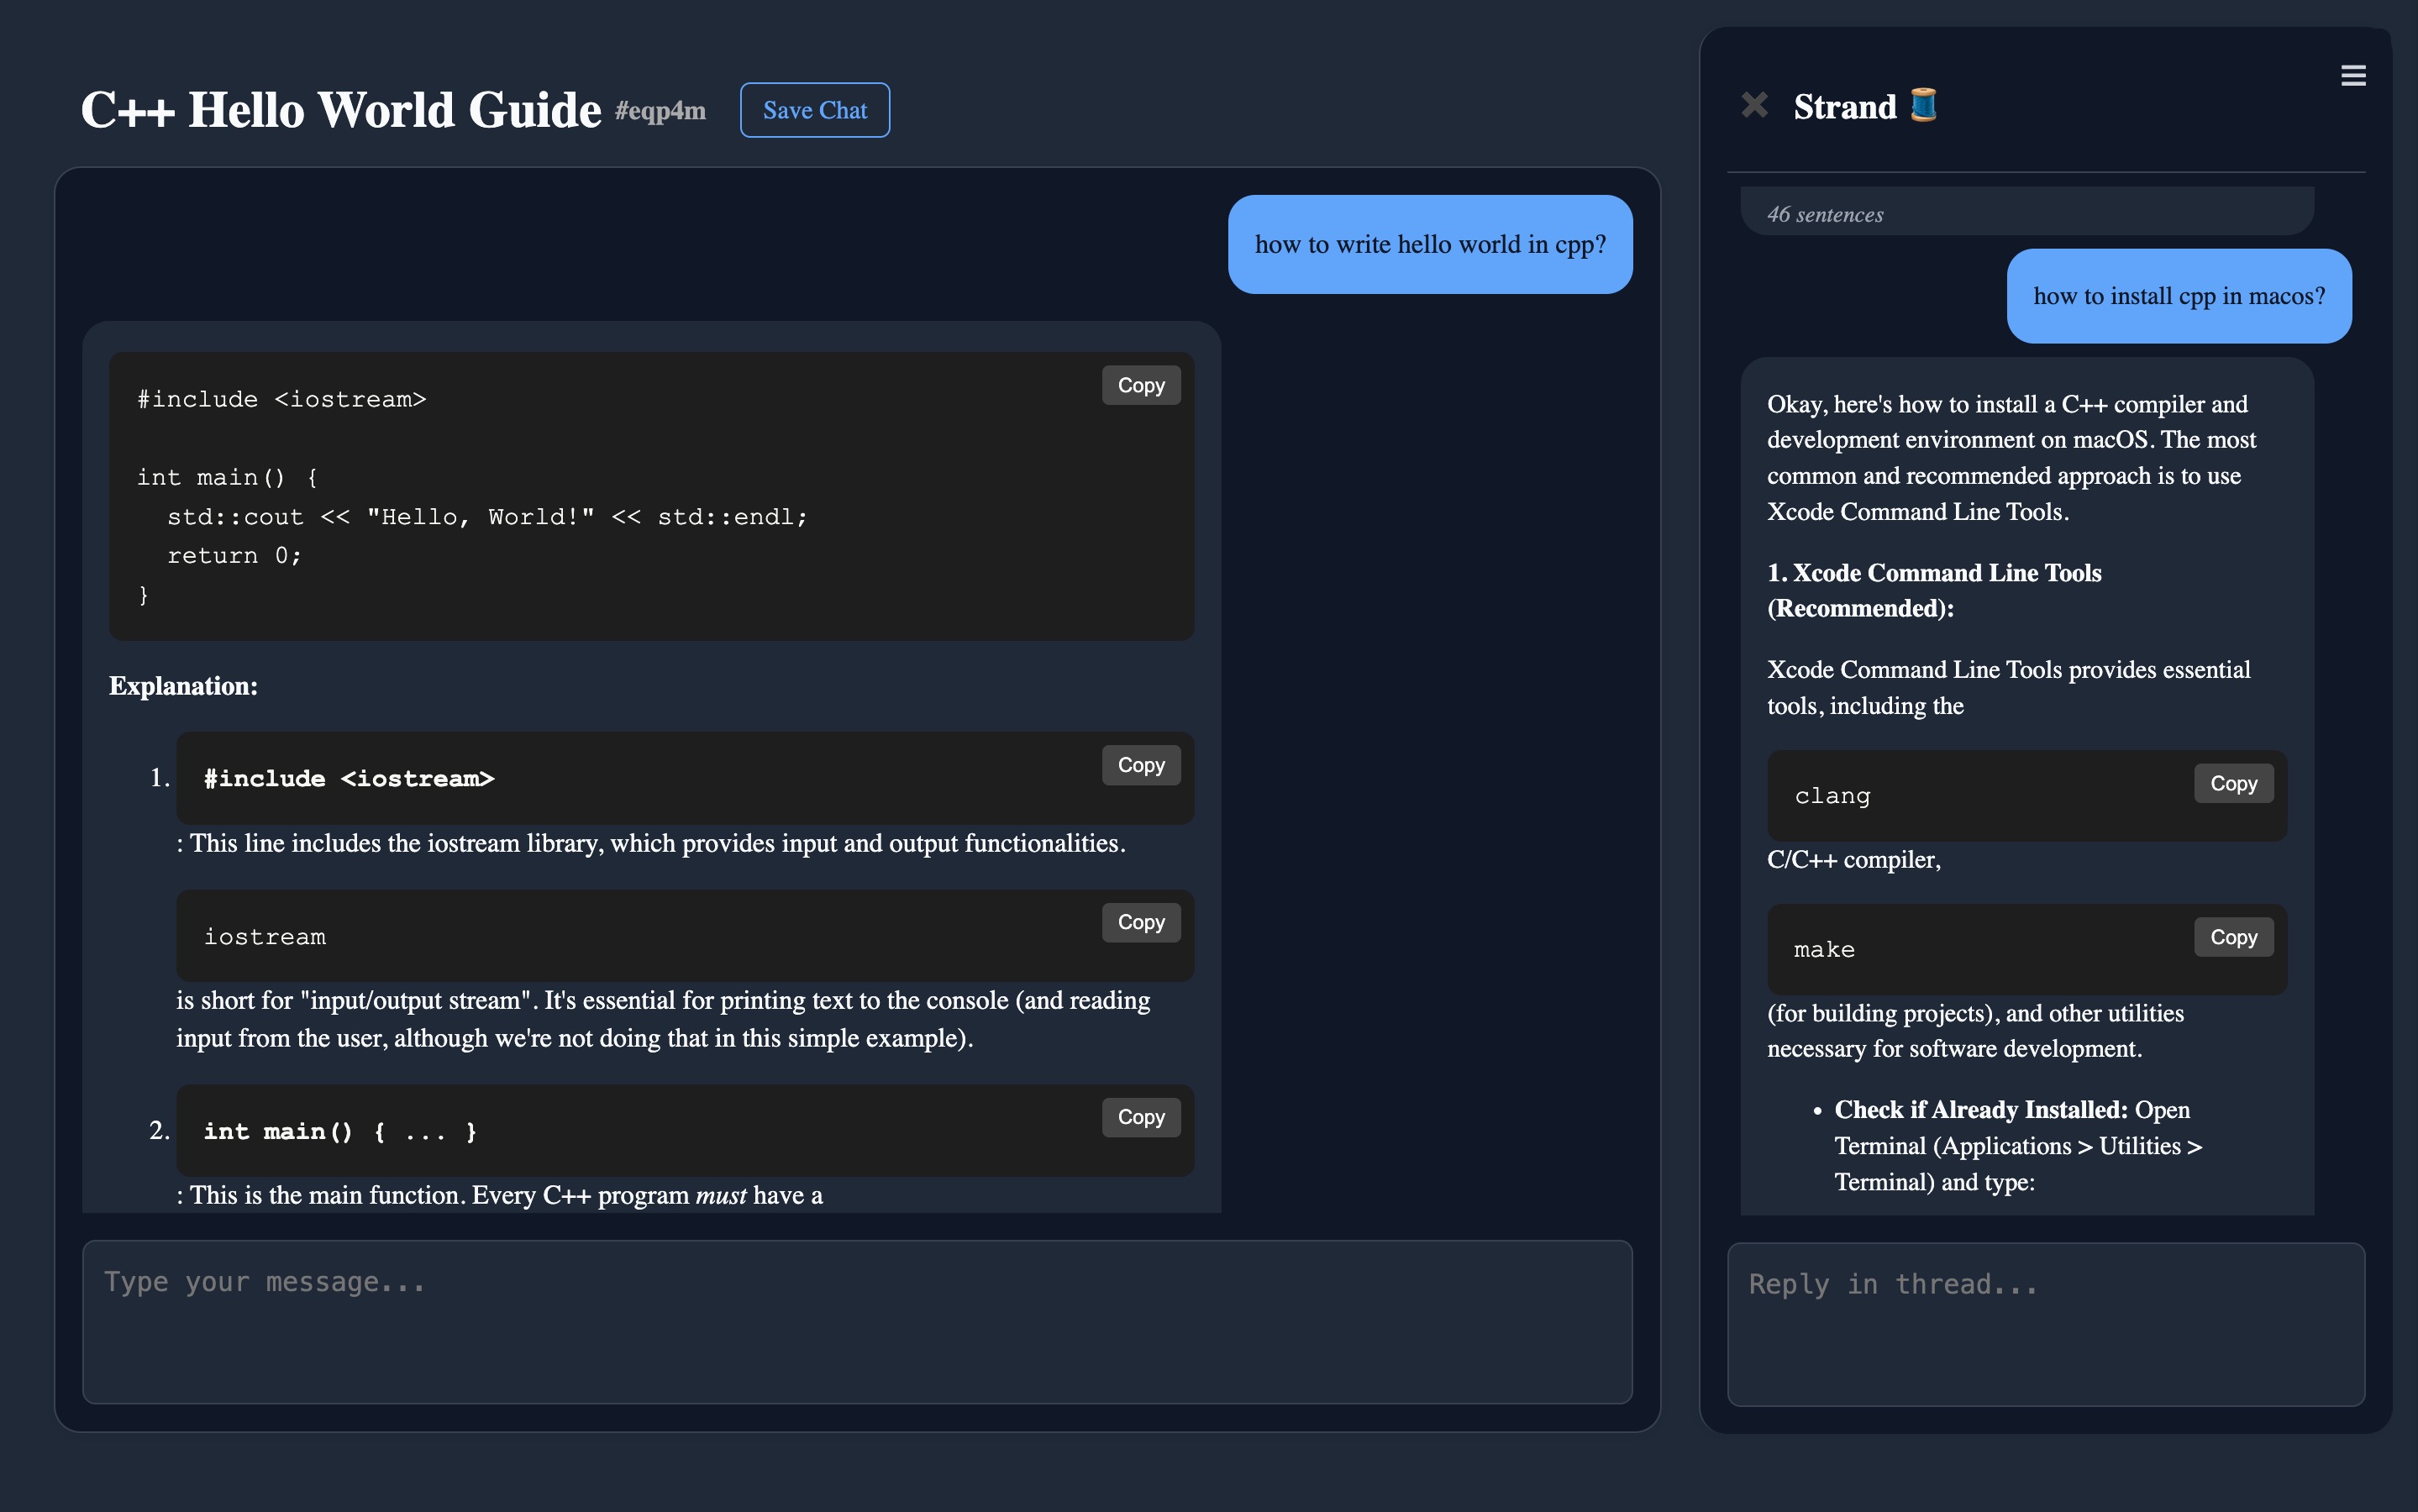 C++ Hello World Guide #eqp4m Save Chat
how to write hello world in cpp?
Copy
#include <iostream>
int main() {
  std::cout << "Hello, World!" << std::endl;
  return 0;
}
Explanation:
1. #include <iostream> Copy
: This line includes the iostream library, which provides input and output functionalities.
iostream Copy
is short for "input/output stream". It's essential for printing text to the console (and reading
input from the user, although we're not doing that in this simple example).
2. int main() { ... } Copy
: This is the main function. Every C++ program must have a
Type your message...
Strand
46 sentences
how to install cpp in macos?
Okay, here's how to install a C++ compiler and
development environment on macOS. The most
common and recommended approach is to use
Xcode Command Line Tools.
1. Xcode Command Line Tools
(Recommended):
Xcode Command Line Tools provides essential
tools, including the
clang Copy
C/C++ compiler,
make Copy
(for building projects), and other utilities
necessary for software development.
• Check if Already Installed: Open
Terminal (Applications > Utilities >
Terminal) and type:
Reply in thread...